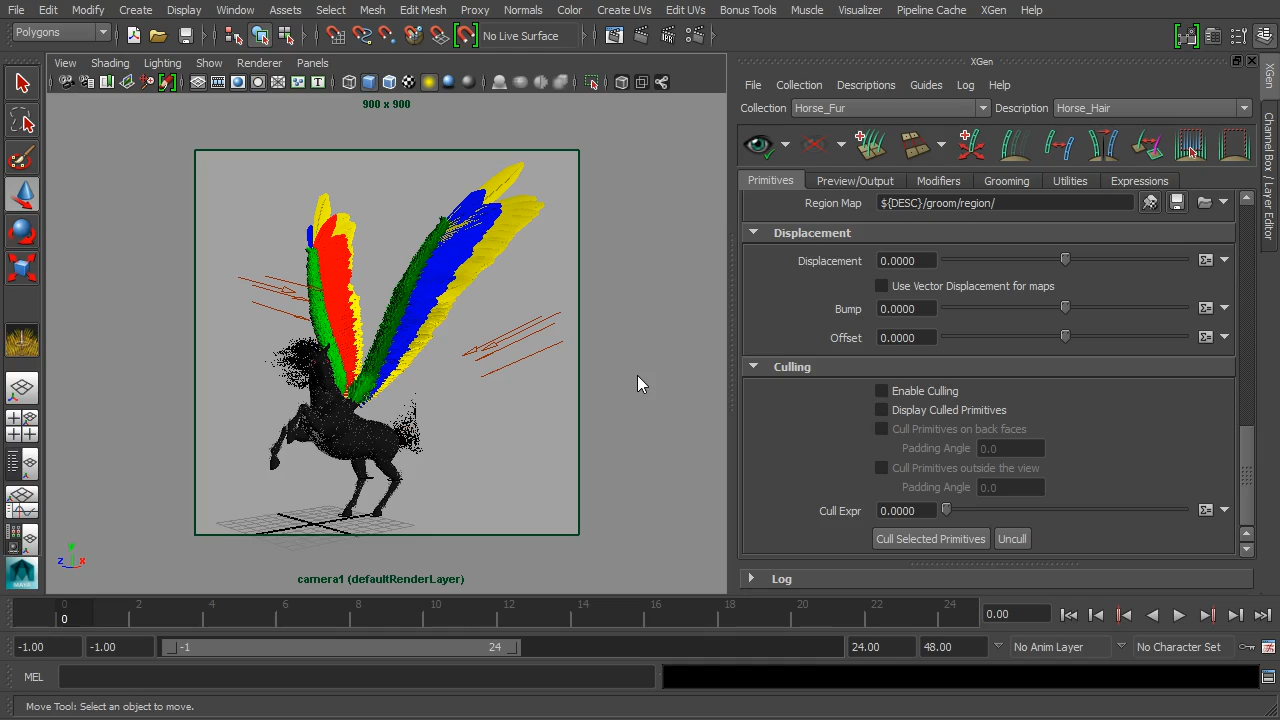 File Edit Modify Create Display Window Assets Select Mesh Edit Mesh Proxy Normals Color Create UVs Edit UVs Bonus Tools Muscle Visualizer Pipeline Cache XGen Help
Polygons
No Live Surface
View Shading Lighting Show Renderer Panels
900 x 900
camera1 (defaultRenderLayer)
XGen
File Collection Descriptions Guides Log Help
Collection Horse_Fur Description Horse_Hair
Primitives Preview/Output Modifiers Grooming Utilities Expressions
Region Map ${DESC}/groom/region/
Displacement
Displacement 0.0000
Use Vector Displacement for maps
Bump 0.0000
Offset 0.0000
Culling
Enable Culling
Display Culled Primitives
Cull Primitives on back faces
Padding Angle 0.0
Cull Primitives outside the view
Padding Angle 0.0
Cull Expr 0.0000
Cull Selected Primitives Uncull
Log
XGen
Channel Box / Layer Editor
0 2 4 6 8 10 12 14 16 18 20 22 24
0
0.00
-1.00 -1.00 -1 24 24.00 48.00 No Anim Layer No Character Set
MEL
Move Tool: Select an object to move.
y
z x